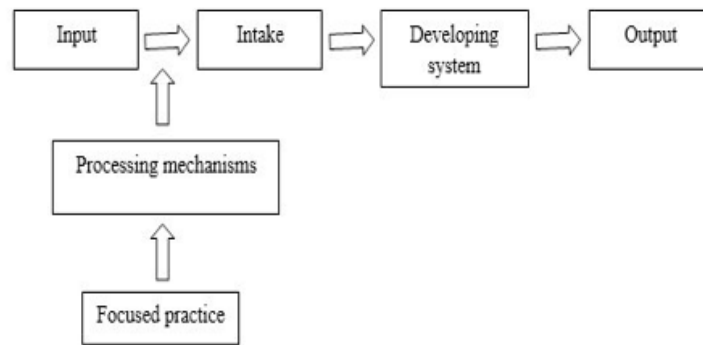 Input
Intake
Developing
system
Output
Processing mechanisms
Focused practice